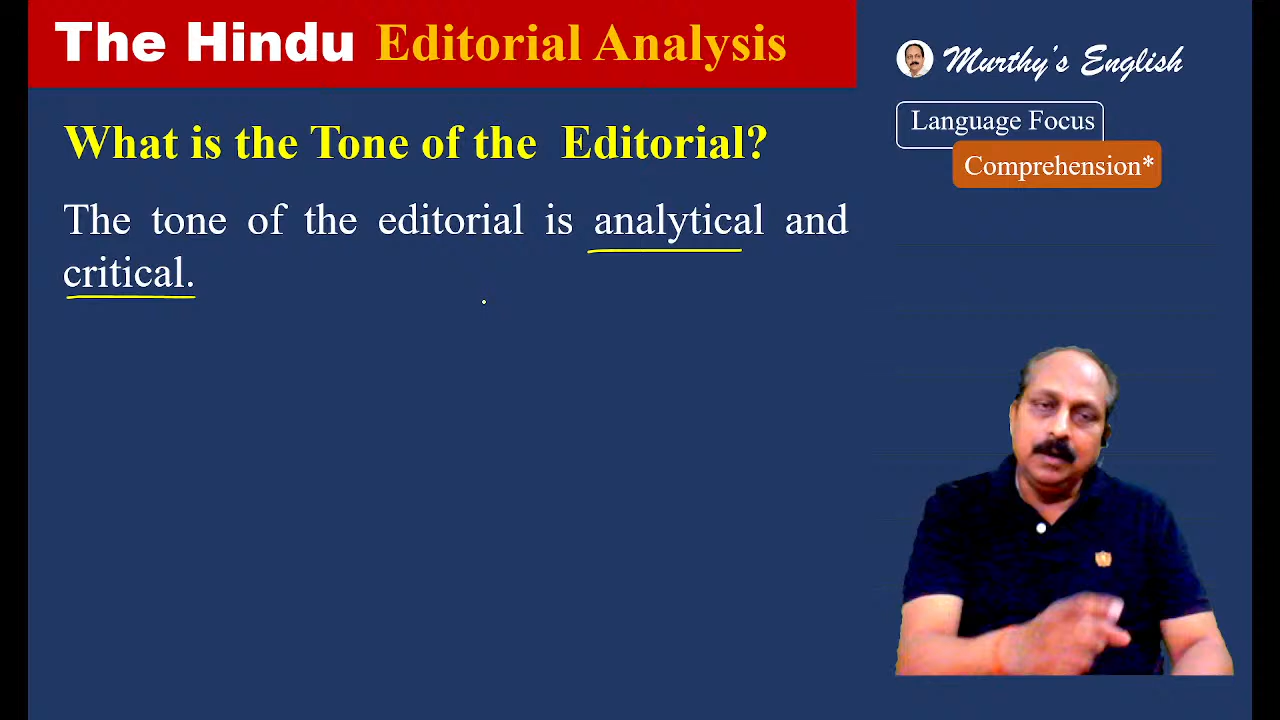 The Hindu Editorial Analysis
Murthy's English
Language Focus
Comprehension*
What is the Tone of the Editorial?
The tone of the editorial is analytical and
critical.